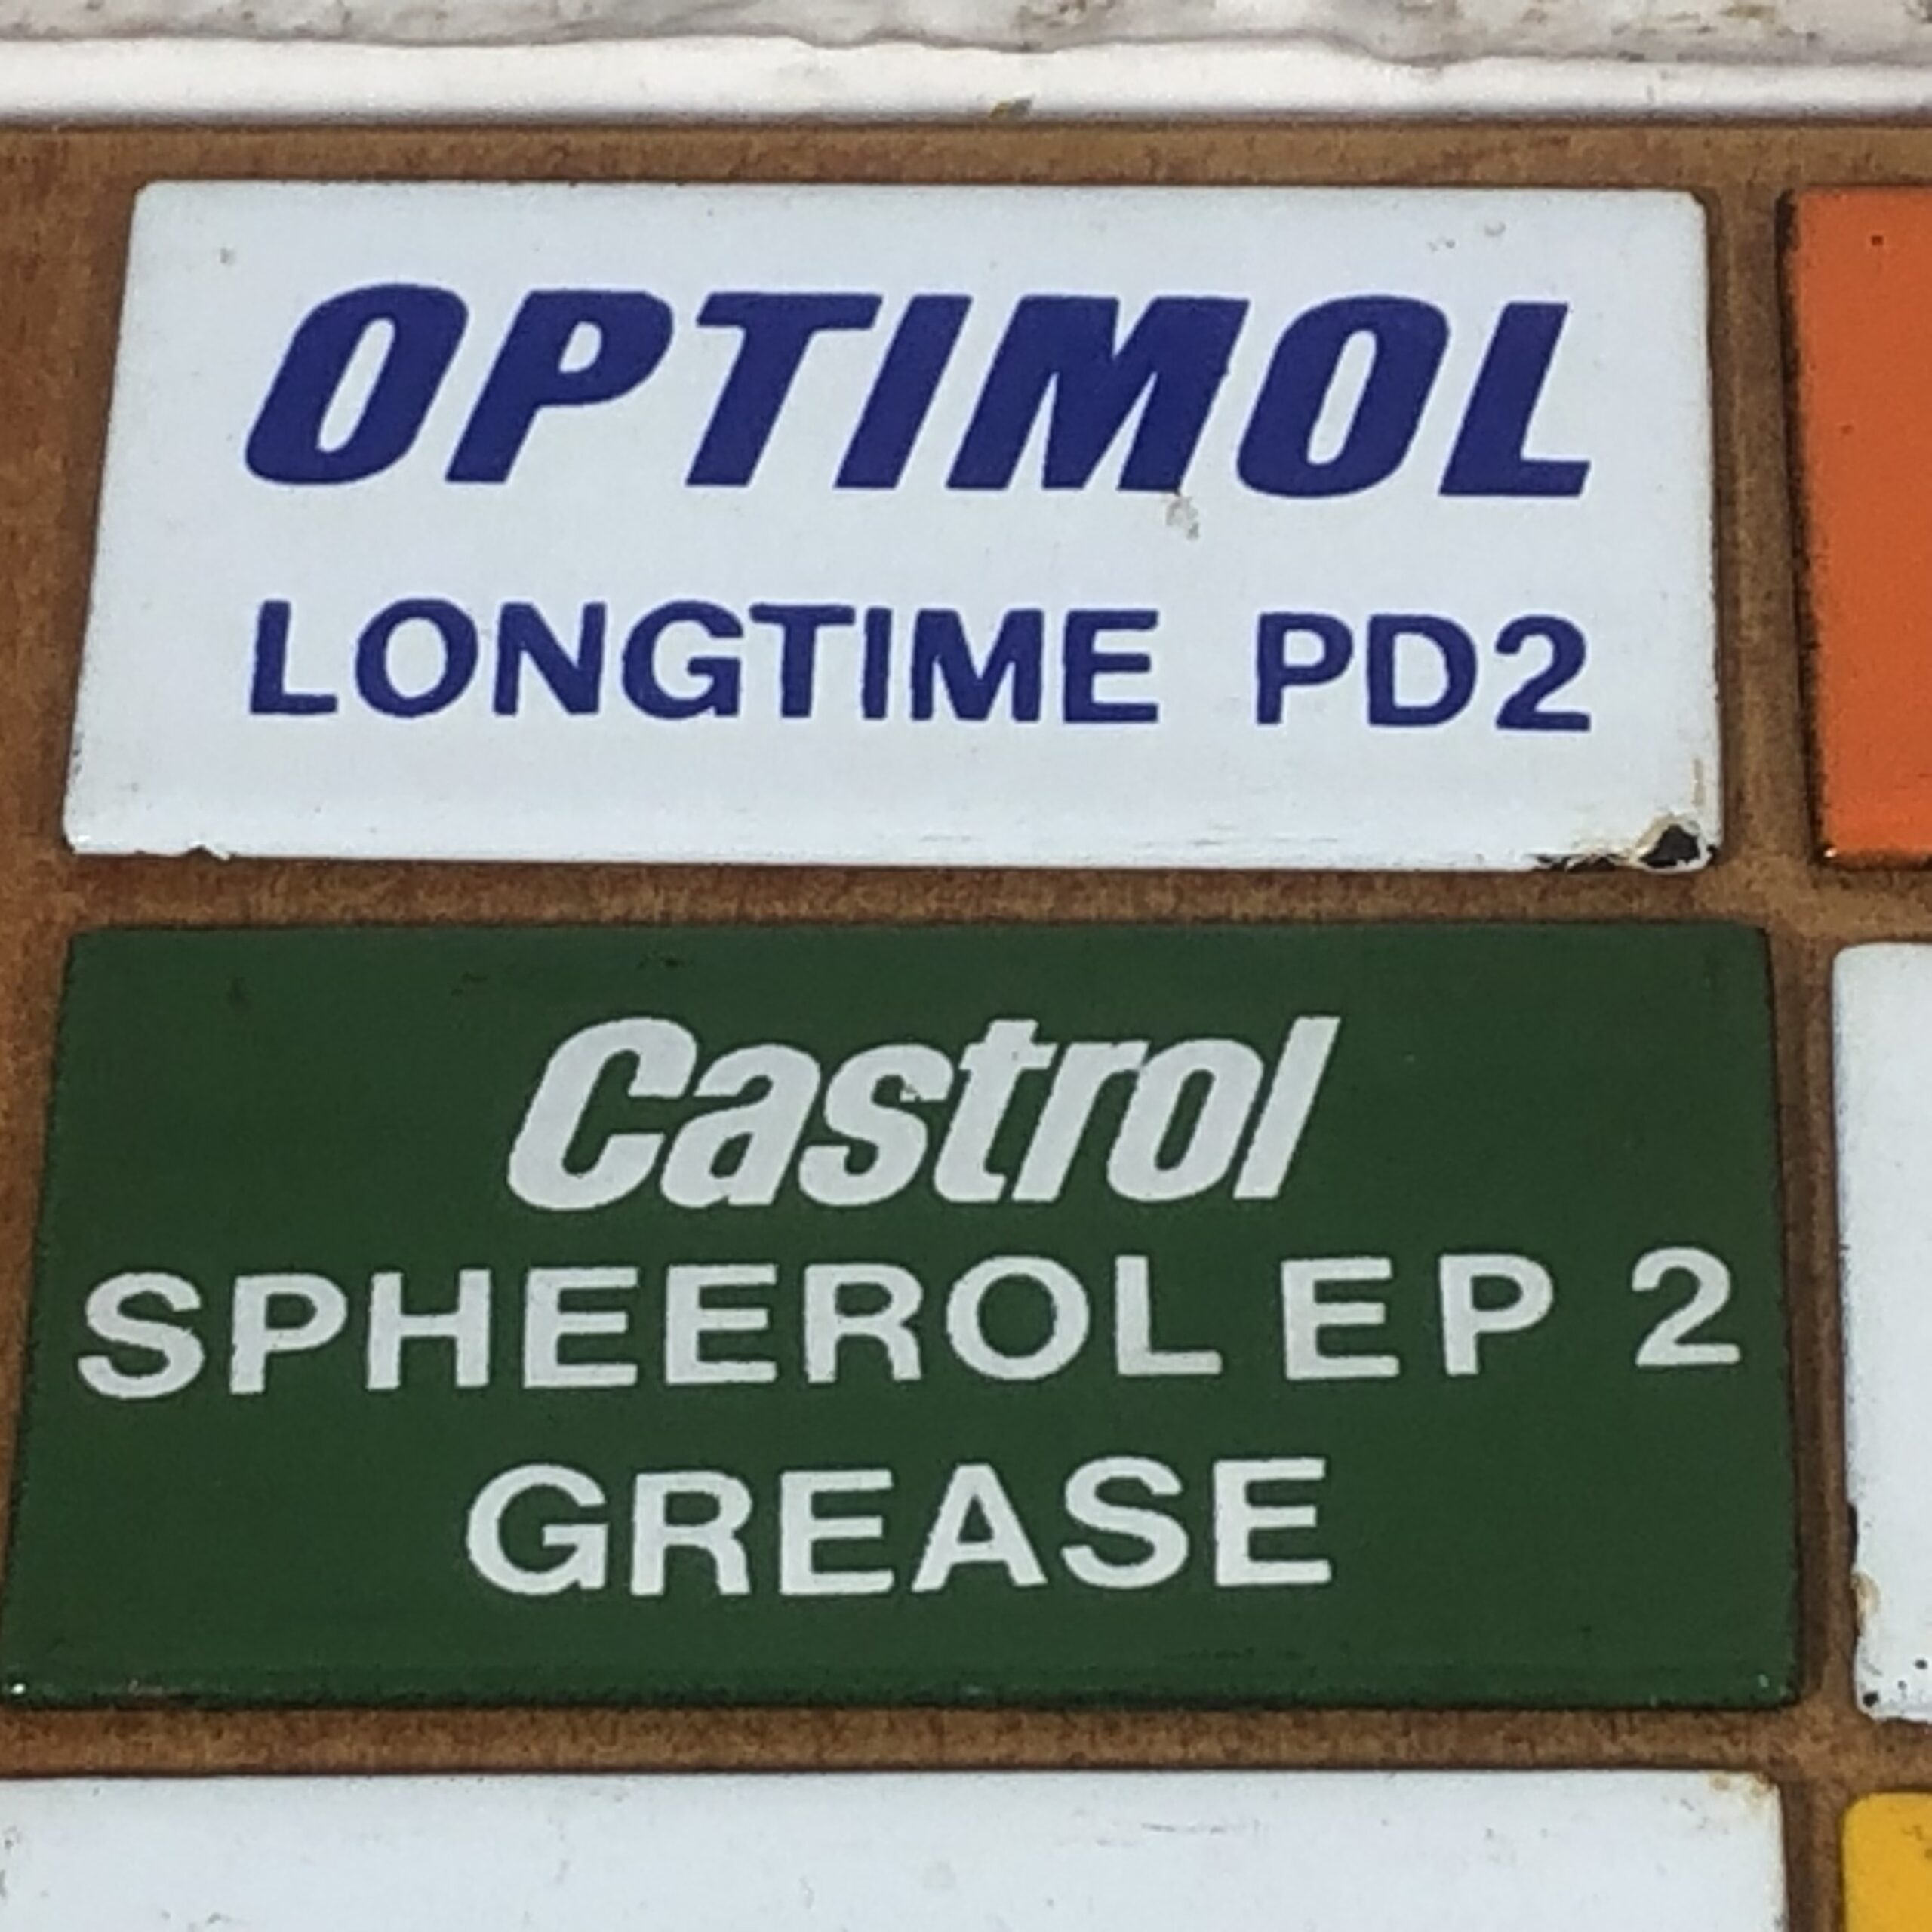 OPTIMOL
LONGTIME PD2
Castrol
SPHEEROL EP 2
GREASE